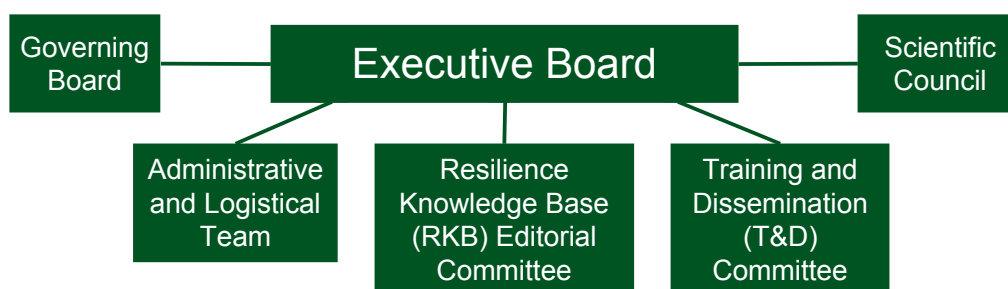 Governing
Board
Executive Board
Scientific
Council
Administrative
and Logistical
Team
Resilience
Knowledge Base
(RKB) Editorial
Committee
Training and
Dissemination
(T&D)
Committee